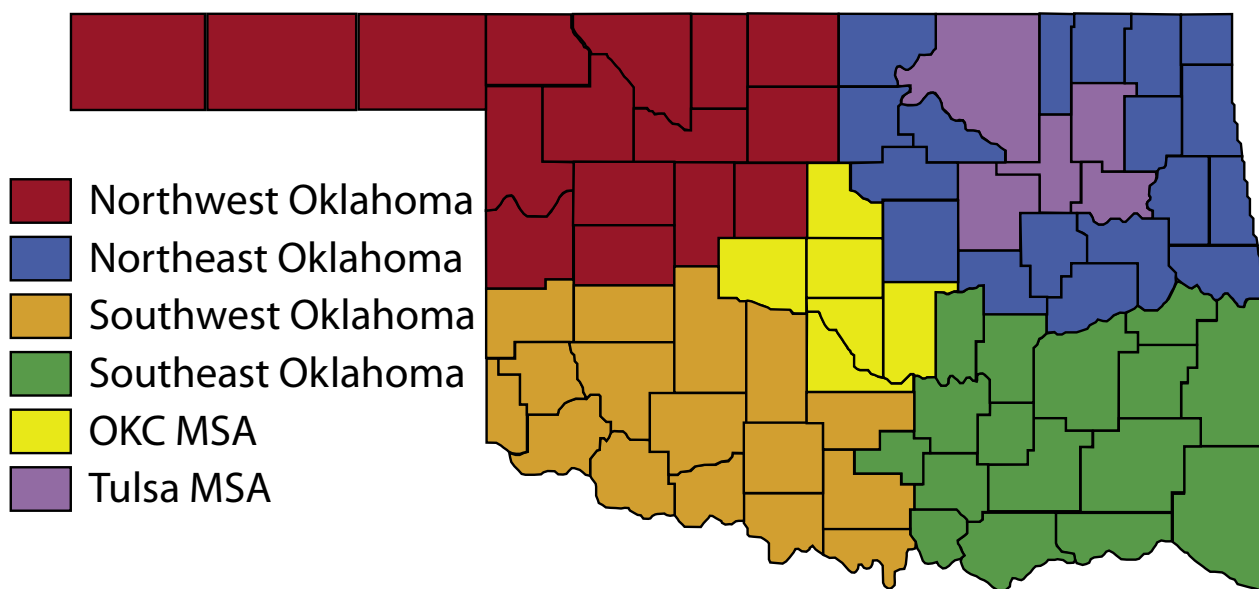 Northwest Oklahoma
Northeast Oklahoma
Southwest Oklahoma
Southeast Oklahoma
OKC MSA
Tulsa MSA